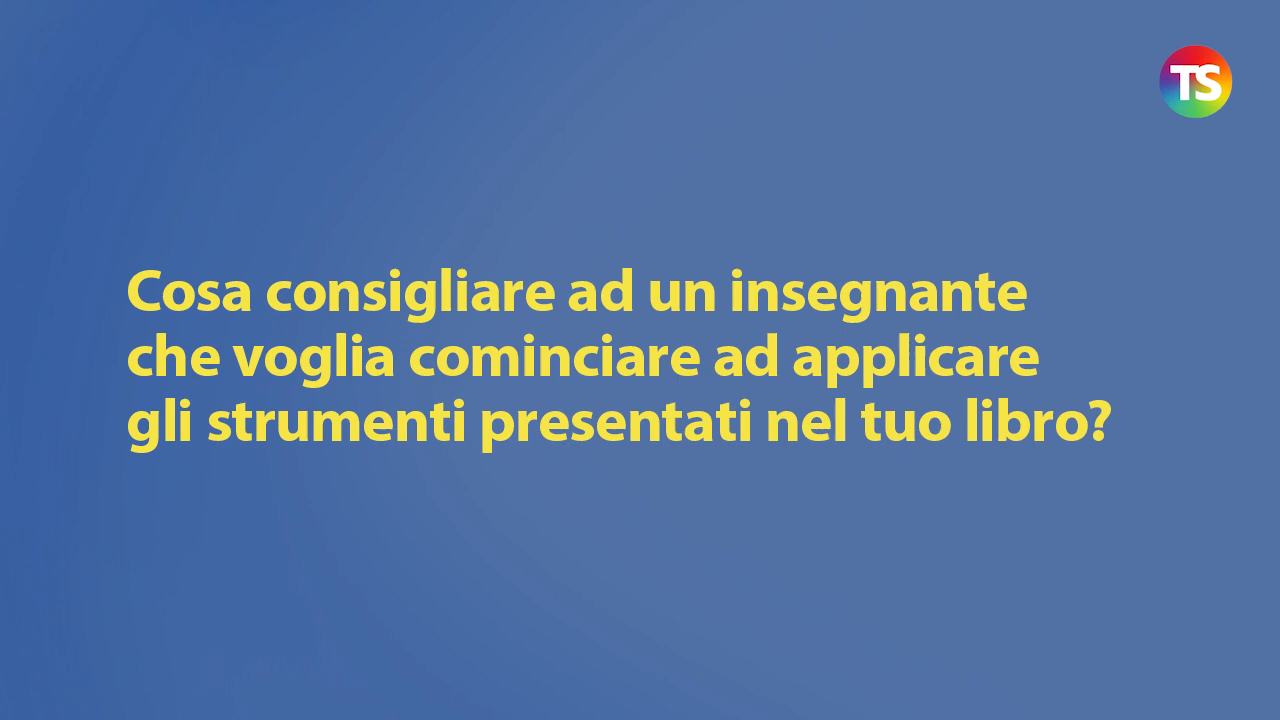 TS
Cosa consigliare ad un insegnante
che voglia cominciare ad applicare
gli strumenti presentati nel tuo libro?